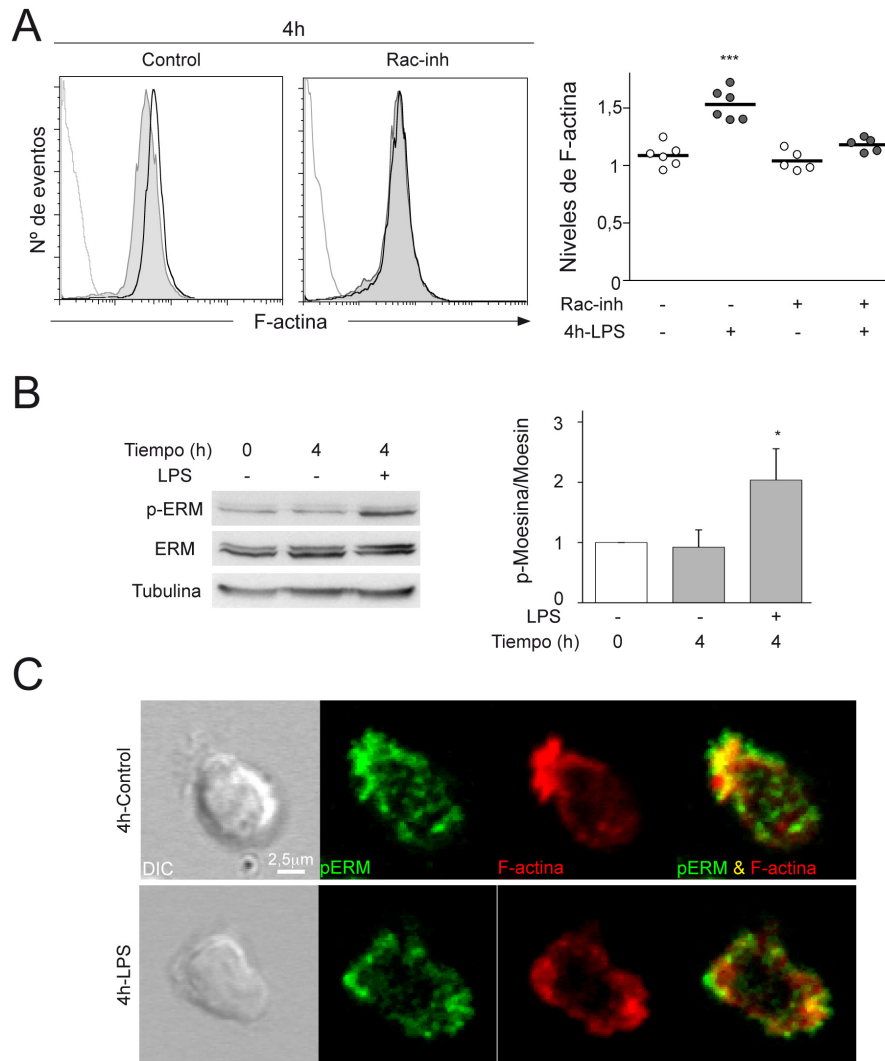 A
4h
Control
Rac-inh
Nº de eventos
F-actina
Niveles de F-actina
***
1,5
1
0,5
0
Rac-inh - - + +
4h-LPS - + - +
B
Tiempo (h) 0 4 4
LPS - - +
p-ERM
ERM
Tubulina
p-Moesina/Moesin
3
2
1
0
*
LPS - - +
Tiempo (h) 0 4 4
C
4h-Control
DIC
2,5µm
pERM
F-actina
pERM & F-actina
4h-LPS